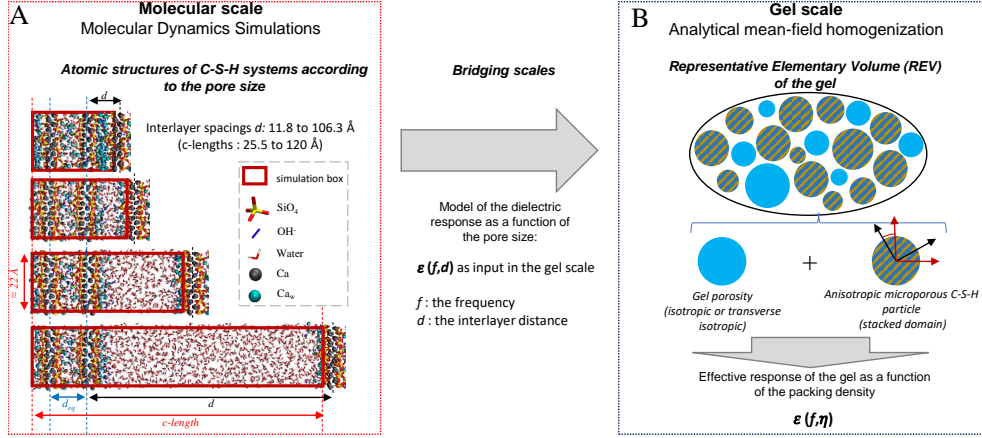 A
Molecular scale
Molecular Dynamics Simulations
Atomic structures of C-S-H systems according
to the pore size
d
Interlayer spacings d: 11.8 to 106.3 Å
(c-lengths : 25.5 to 120 Å)
simulation box
SiO4
OH-
Water
Ca
Caw
≈ 22 Å
deq
d
c-length
Bridging scales
Model of the dielectric
response as a function of
the pore size:
ε (f,d) as input in the gel scale
f : the frequency
d : the interlayer distance
B
Gel scale
Analytical mean-field homogenization
Representative Elementary Volume (REV)
of the gel
+
Gel porosity
(isotropic or transverse
isotropic)
Anisotropic microporous C-S-H
particle
(stacked domain)
Effective response of the gel as a function
of the packing density
ε (f,η)